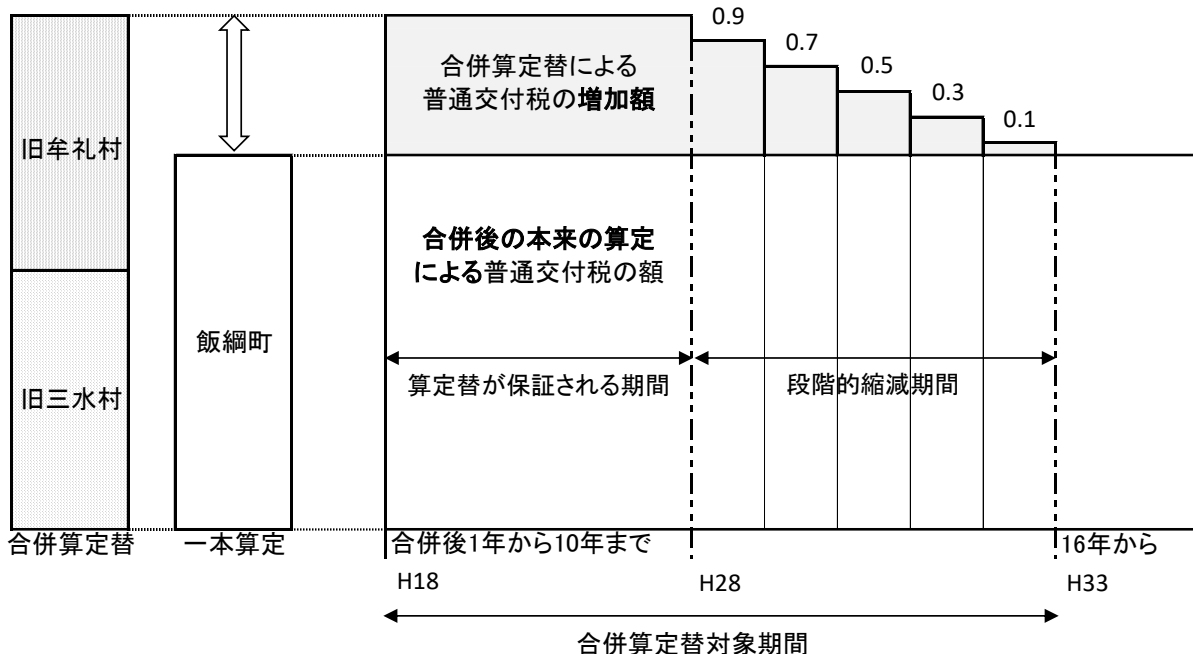 0.9
0.7
0.5
0.3
0.1
合併算定替による
普通交付税の増加額
旧牟礼村
合併後の本来の算定
による普通交付税の額
飯綱町
算定替が保証される期間
段階的縮減期間
旧三水村
合併算定替
一本算定
合併後1年から10年まで
16年から
H18
H28
H33
合併算定替対象期間